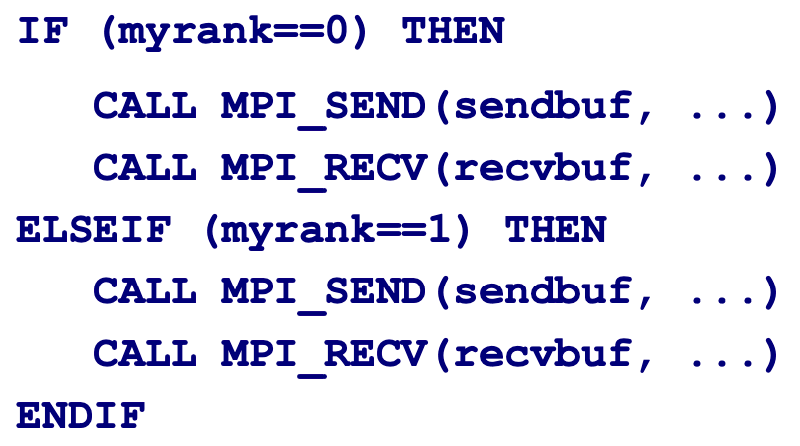 IF (myrank==0) THEN
CALL MPI_SEND(sendbuf, ...)
CALL MPI_RECV(recvbuf, ...)
ELSEIF (myrank==1) THEN
CALL MPI_SEND(sendbuf, ...)
CALL MPI_RECV(recvbuf, ...)
ENDIF